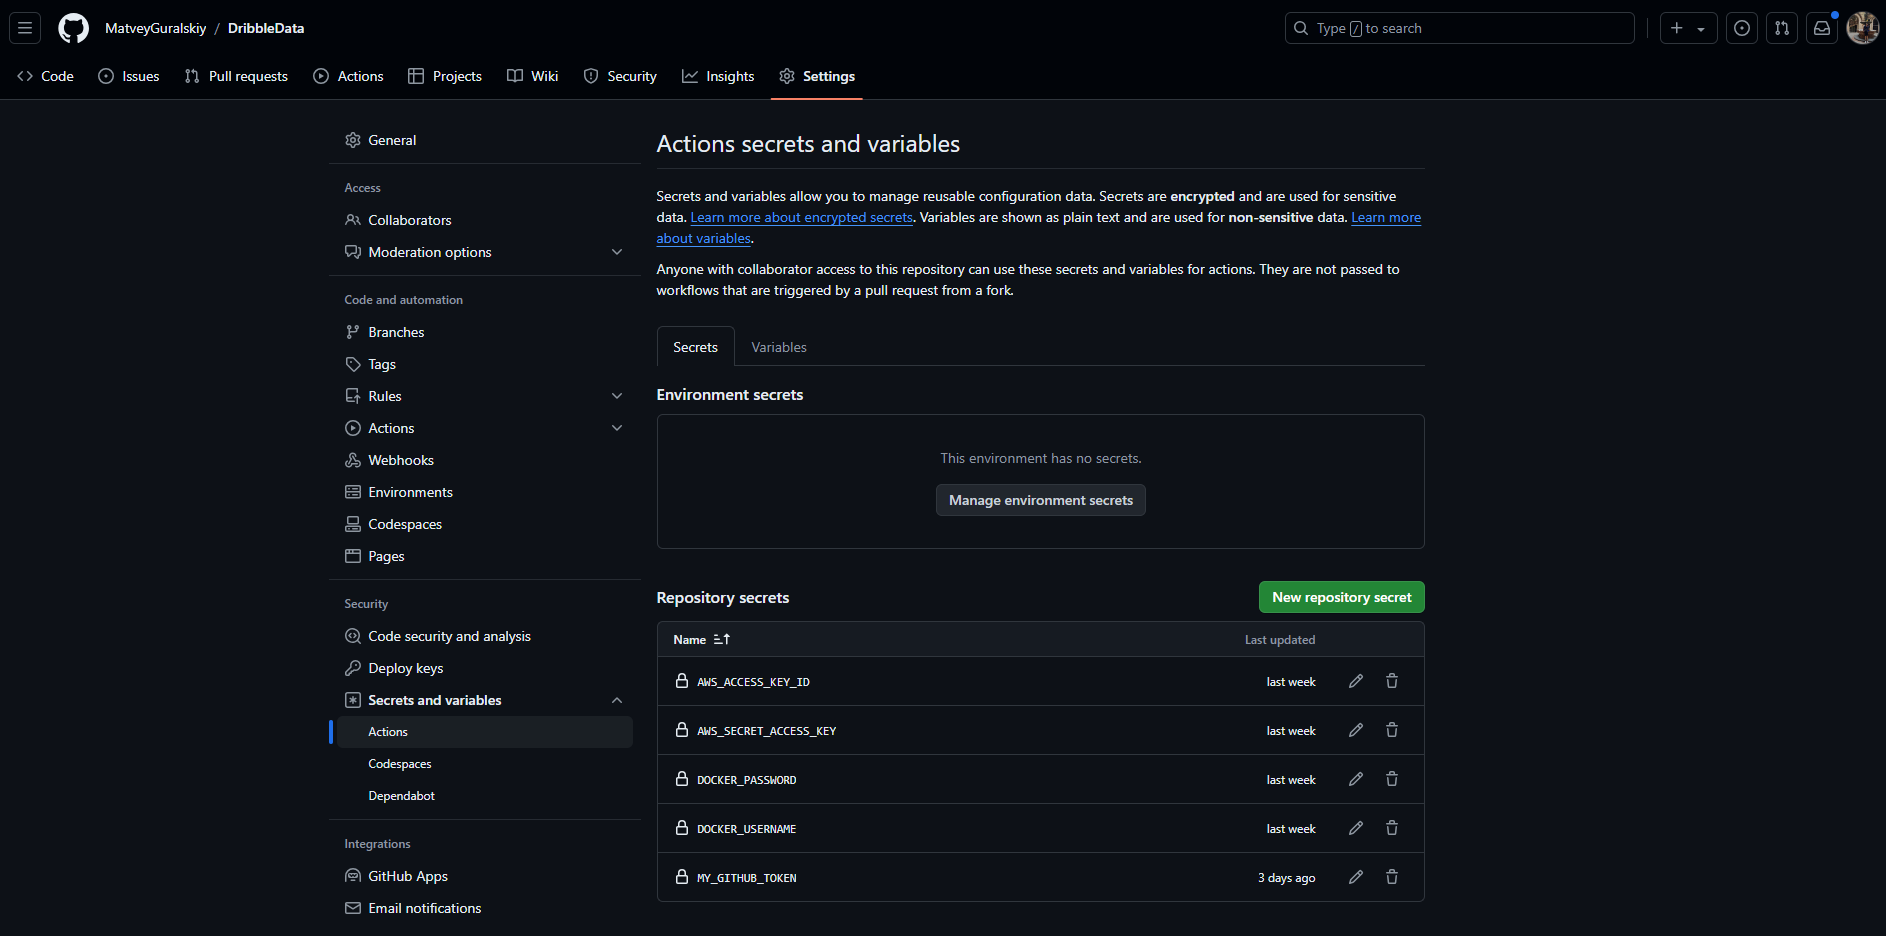 MatveyGuralskiy / DribbleData
Type / to search
Code Issues Pull requests Actions Projects Wiki Security Insights Settings
General
Access
Collaborators
Moderation options
Code and automation
Branches
Tags
Rules
Actions
Webhooks
Environments
Codespaces
Pages
Security
Code security and analysis
Deploy keys
Secrets and variables
Actions
Codespaces
Dependabot
Integrations
GitHub Apps
Email notifications
Actions secrets and variables
Secrets and variables allow you to manage reusable configuration data. Secrets are encrypted and are used for sensitive
data. Learn more about encrypted secrets. Variables are shown as plain text and are used for non-sensitive data. Learn more
about variables.
Anyone with collaborator access to this repository can use these secrets and variables for actions. They are not passed to
workflows that are triggered by a pull request from a fork.
Secrets Variables
Environment secrets
This environment has no secrets.
Manage environment secrets
Repository secrets New repository secret
Name Last updated
AWS_ACCESS_KEY_ID last week
AWS_SECRET_ACCESS_KEY last week
DOCKER_PASSWORD last week
DOCKER_USERNAME last week
MY_GITHUB_TOKEN 3 days ago